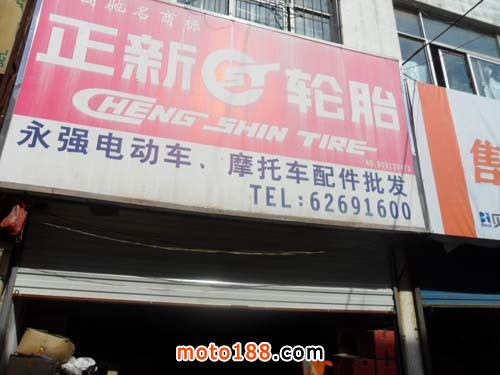 国驰名商标
正新 轮胎
CHENG SHIN TIRE
永强电动车、摩托车配件批发
TEL:62691600
售
贝
moto188.com